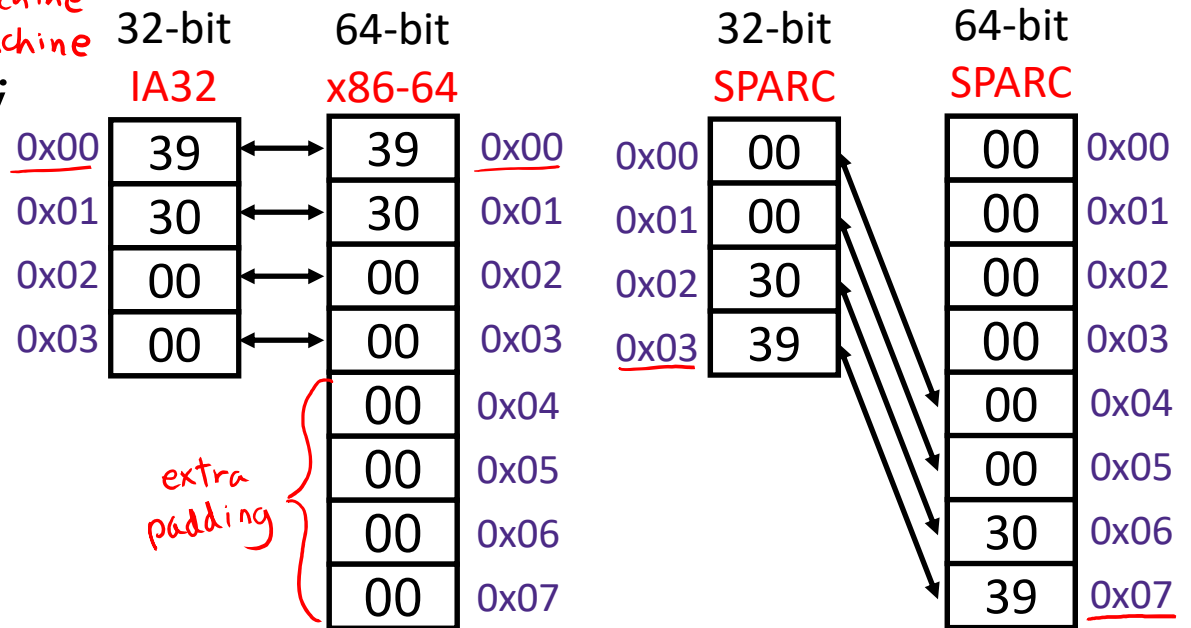 chine
32-bit 64-bit 32-bit 64-bit
; IA32 x86-64 SPARC SPARC
0x00 39 39 0x00 0x00 00 00 0x00
0x01 30 30 0x01 0x01 00 00 0x01
0x02 00 00 0x02 0x02 30 00 0x02
0x03 00 00 0x03 0x03 39 00 0x03
00 0x04 00 0x04
extra 00 0x05 00 0x05
padding 00 0x06 30 0x06
00 0x07 39 0x07